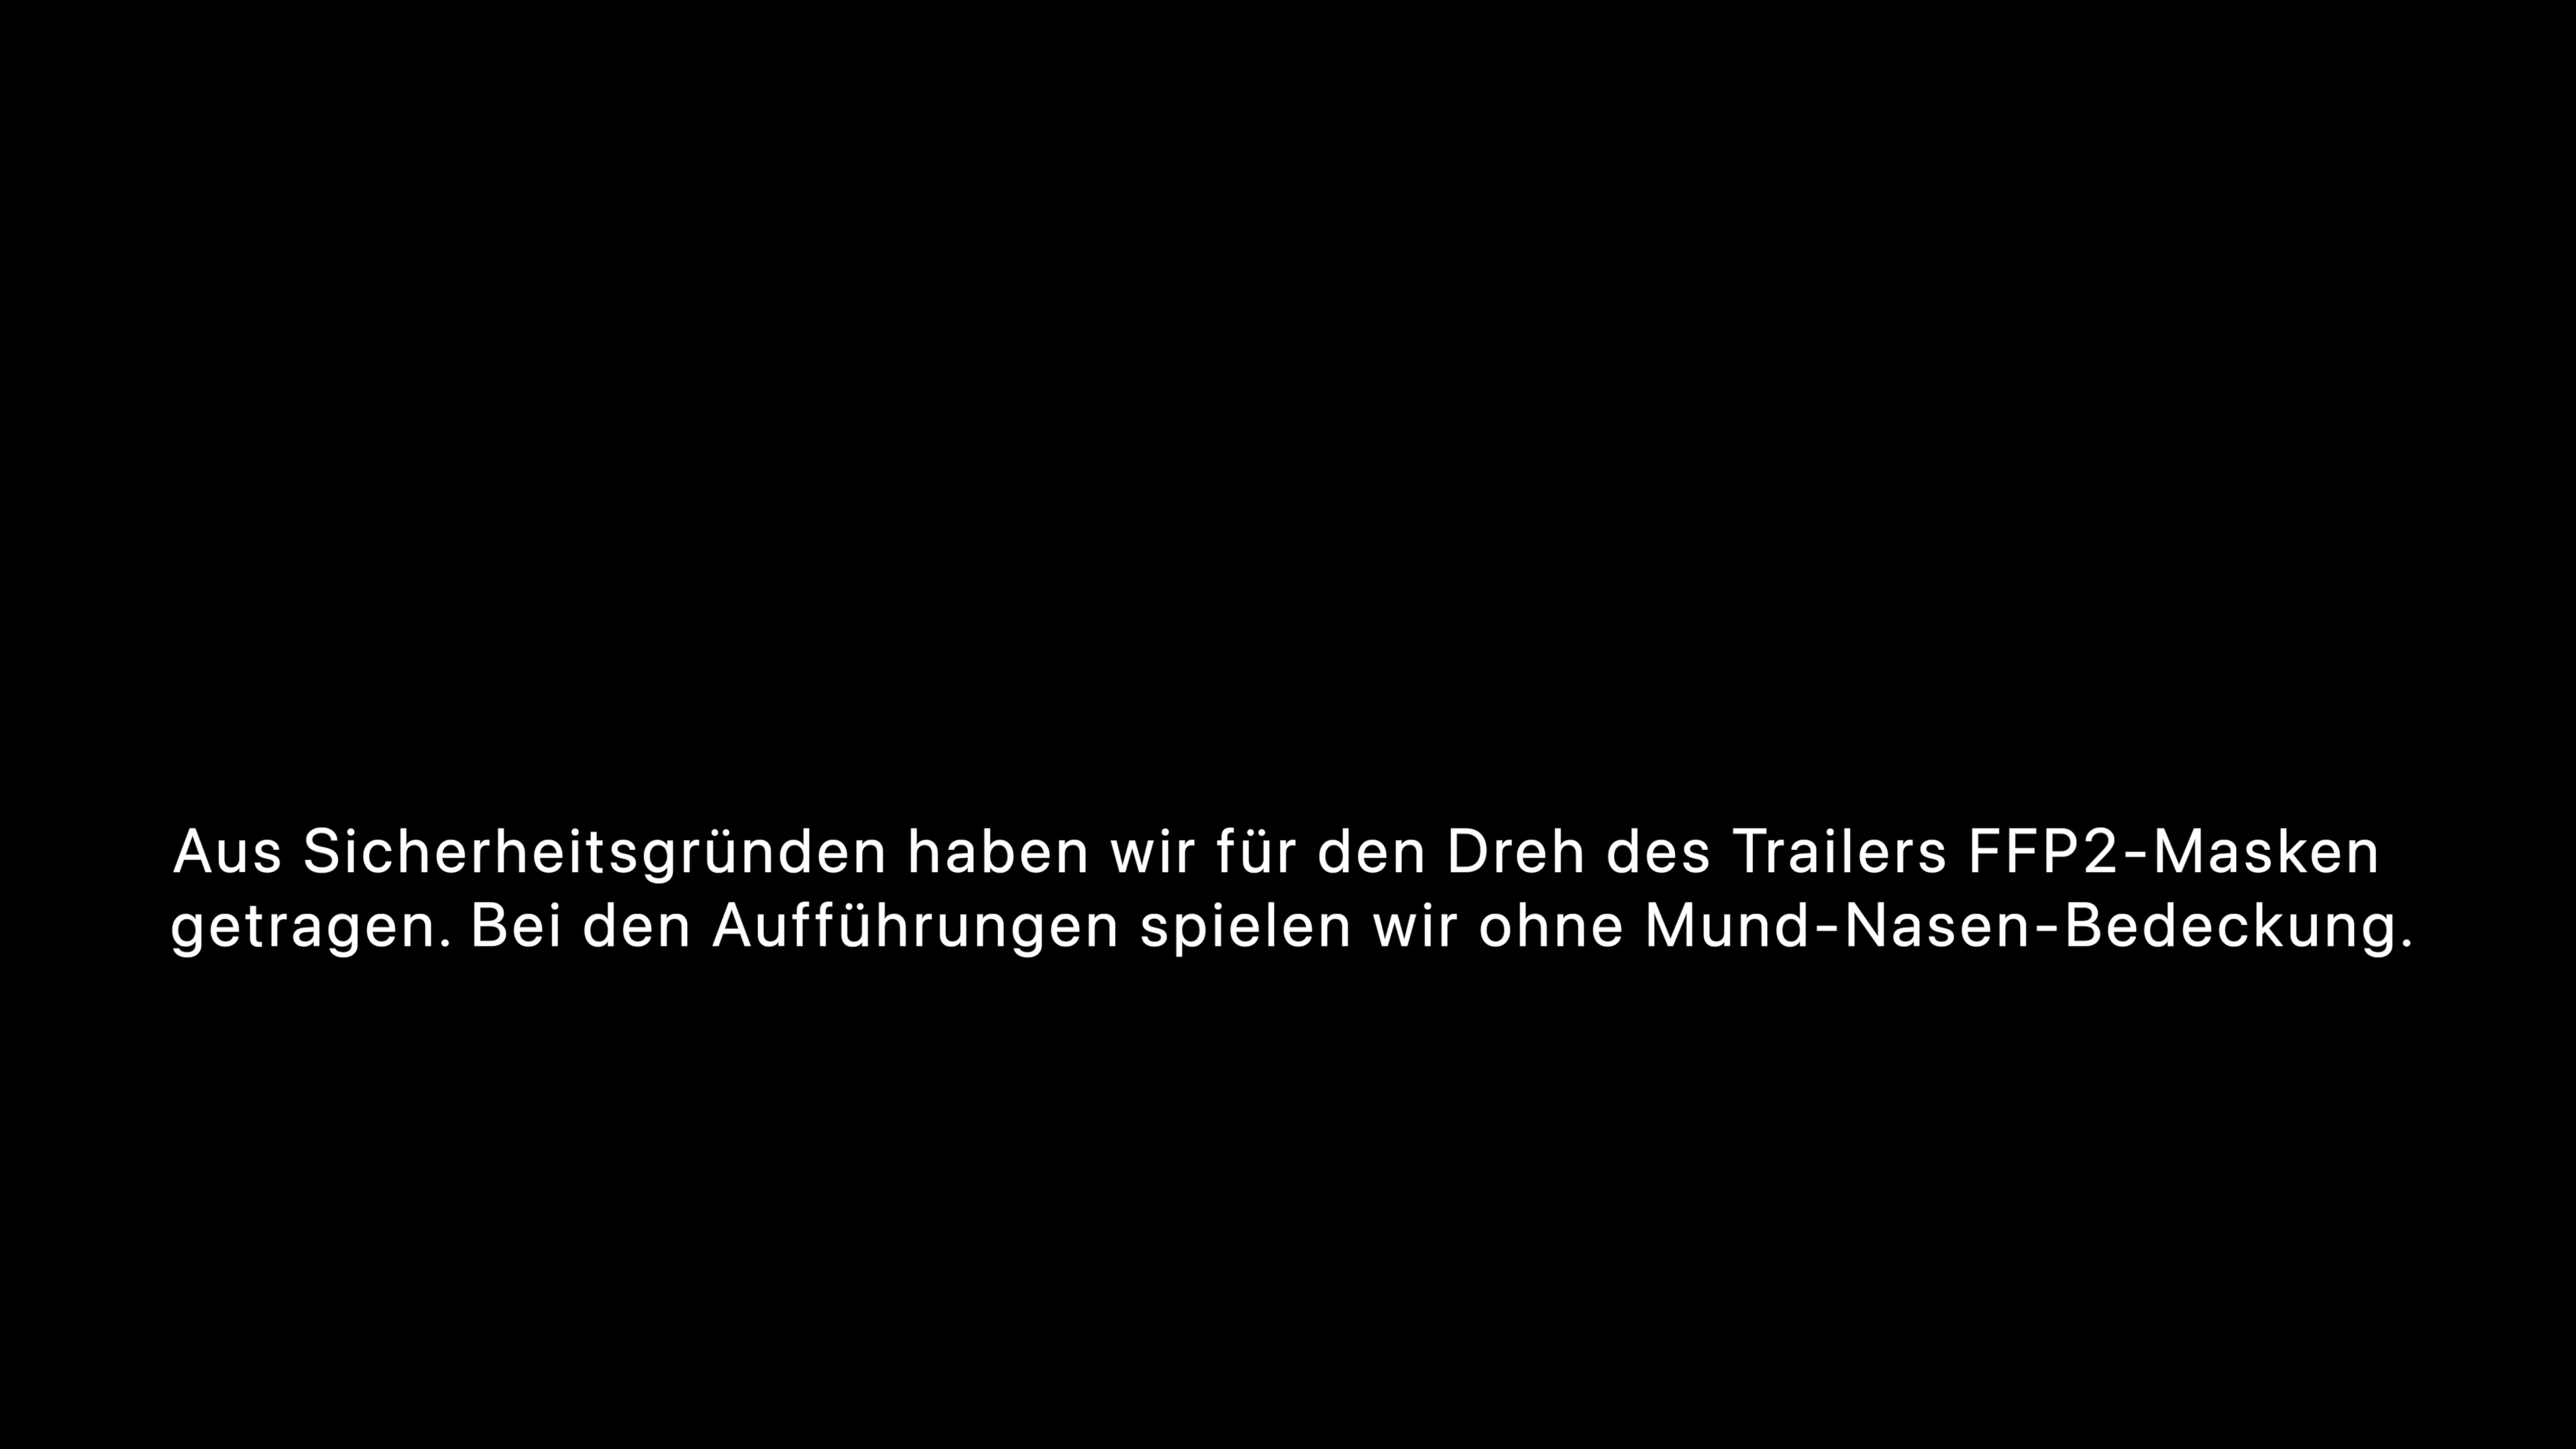 Aus Sicherheitsgründen haben wir für den Dreh des Trailers FFP2-Masken
getragen. Bei den Aufführungen spielen wir ohne Mund-Nasen-Bedeckung.